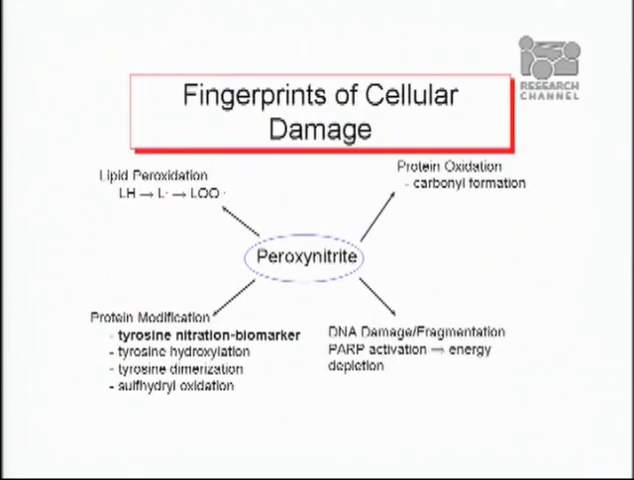 RESEARCH
CHANNEL
Fingerprints of Cellular
Damage
Lipid Peroxidation
LH → L· → LOO·
Protein Oxidation
- carbonyl formation
Peroxynitrite
Protein Modification
- tyrosine nitration-biomarker
- tyrosine hydroxylation
- tyrosine dimerization
- sulfhydryl oxidation
DNA Damage/Fragmentation
PARP activation → energy
depletion